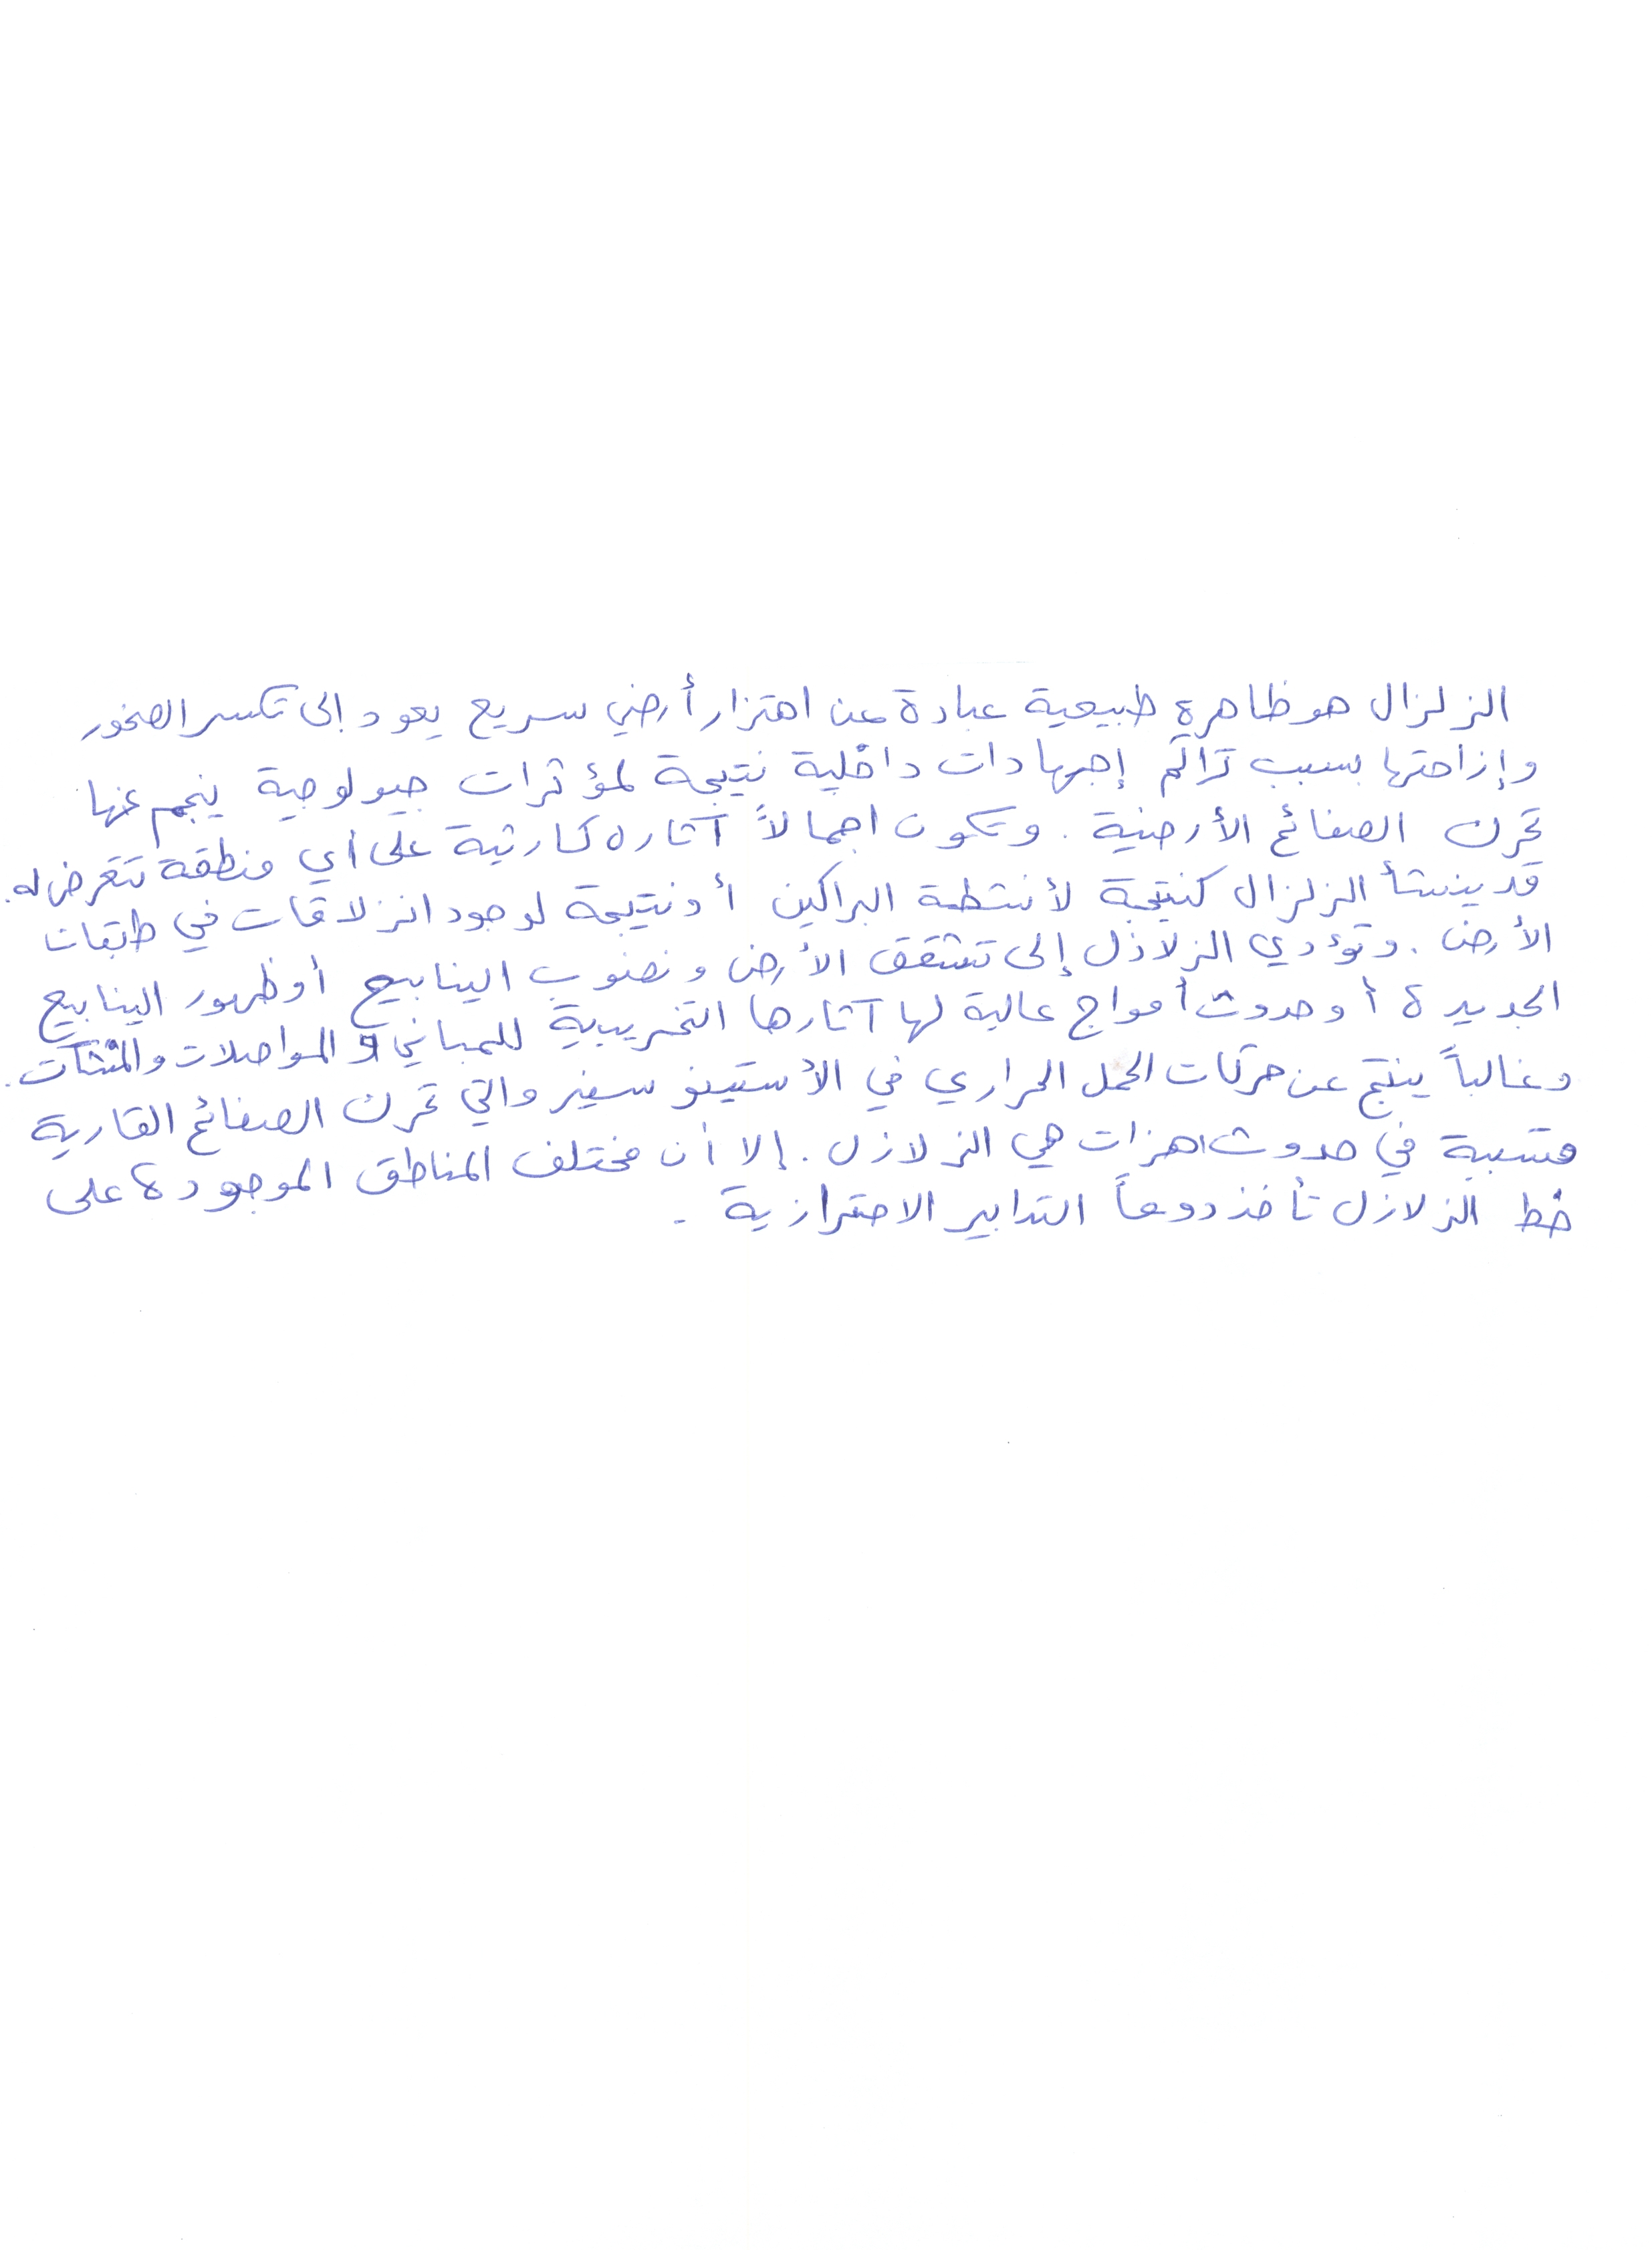 الزلزال هو ظاهرة طبيعية عبارة عن اهتزاز أرضي سريع يعود إلى تكسر الصخور
وإزاحتها بسبب تراكم إجهادات داخلية نتيجة لمؤثرات جيولوجية ينجم عنها
تحرك الصفائح الأرضية. وتكون اجمالاً آثاره كارثية على أي منطقة تتعرض له.
قد ينشأ الزلزال كنتيجة لأنشطة البراكين أو نتيجة لوجود انزلاقات في طبقات
الأرض. وتؤدي الزلازل إلى تشقق الأرض ونضوب الينابيع أو ظهور الينابيع
الجديدة أو حدوث أمواج عالية لها آثارها التخريبية للمباني والمواصلات والمنشآت.
وغالباً ينتج عن حركات الحمل الحراري في الأستينوسفير والتي تحرك الصفائح القارية
متسببة في حدوث اهزات هي الزلازل. إلا أن مختلف المناطق الموجودة على
خط الزلازل تأخذ دوماً التدابير الاحترازية.